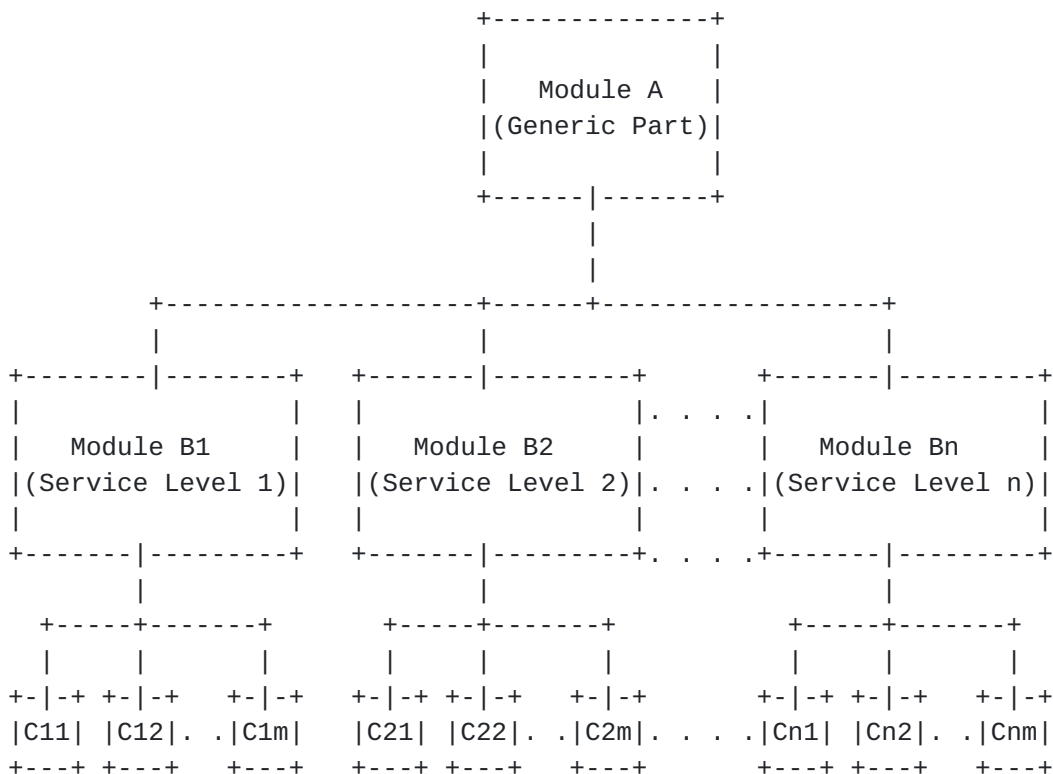 Module A
(Generic Part)
Module B1 Module B2 Module Bn
(Service Level 1) (Service Level 2) . . . . (Service Level n)
C11 C12 . . C1m C21 C22 . . C2m . . . . Cn1 Cn2 . . Cnm